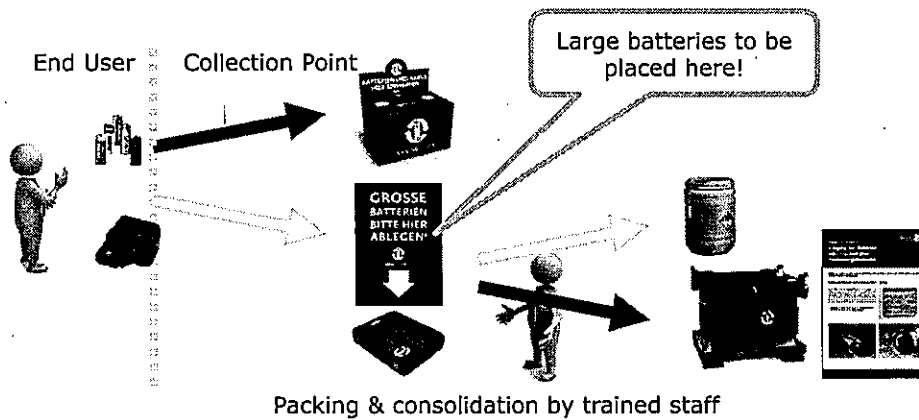 End User
Collection Point
Large batteries to be
placed here!
GROSSE
BATTERIEN
BITTE HIER
ABLEGEN*
Packing & consolidation by trained staff